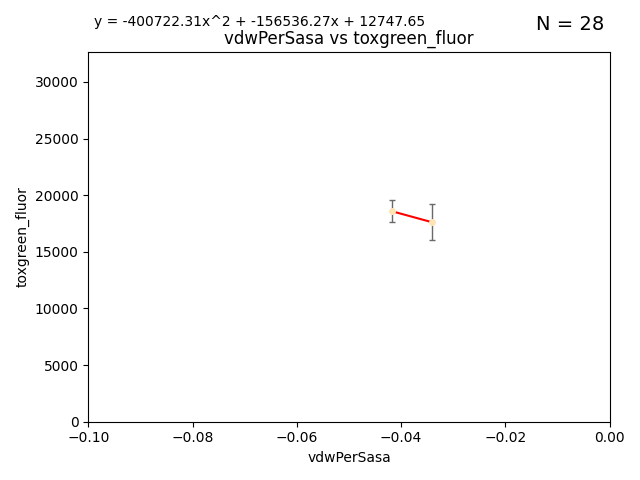 y = -400722.31x^2 + -156536.27x + 12747.65
N = 28
vdwPerSasa vs toxgreen_fluor
30000
25000
20000
15000
10000
5000
0
toxgreen_fluor
−0.10
−0.08
−0.06
−0.04
−0.02
0.00
vdwPerSasa